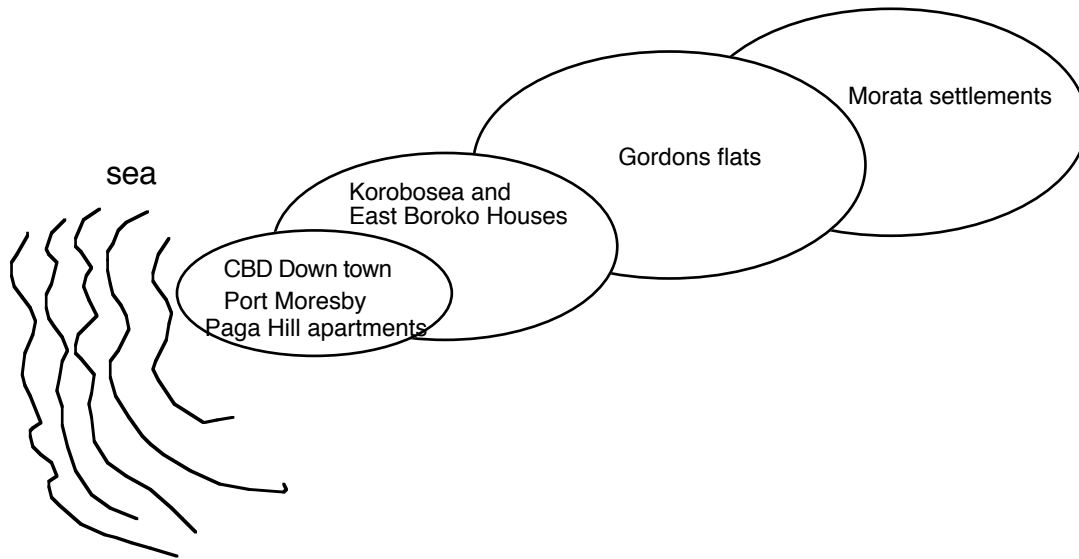 Morata settlements
Gordons flats
sea
Korobosea and
East Boroko Houses
CBD Down town
Port Moresby
Paga Hill apartments